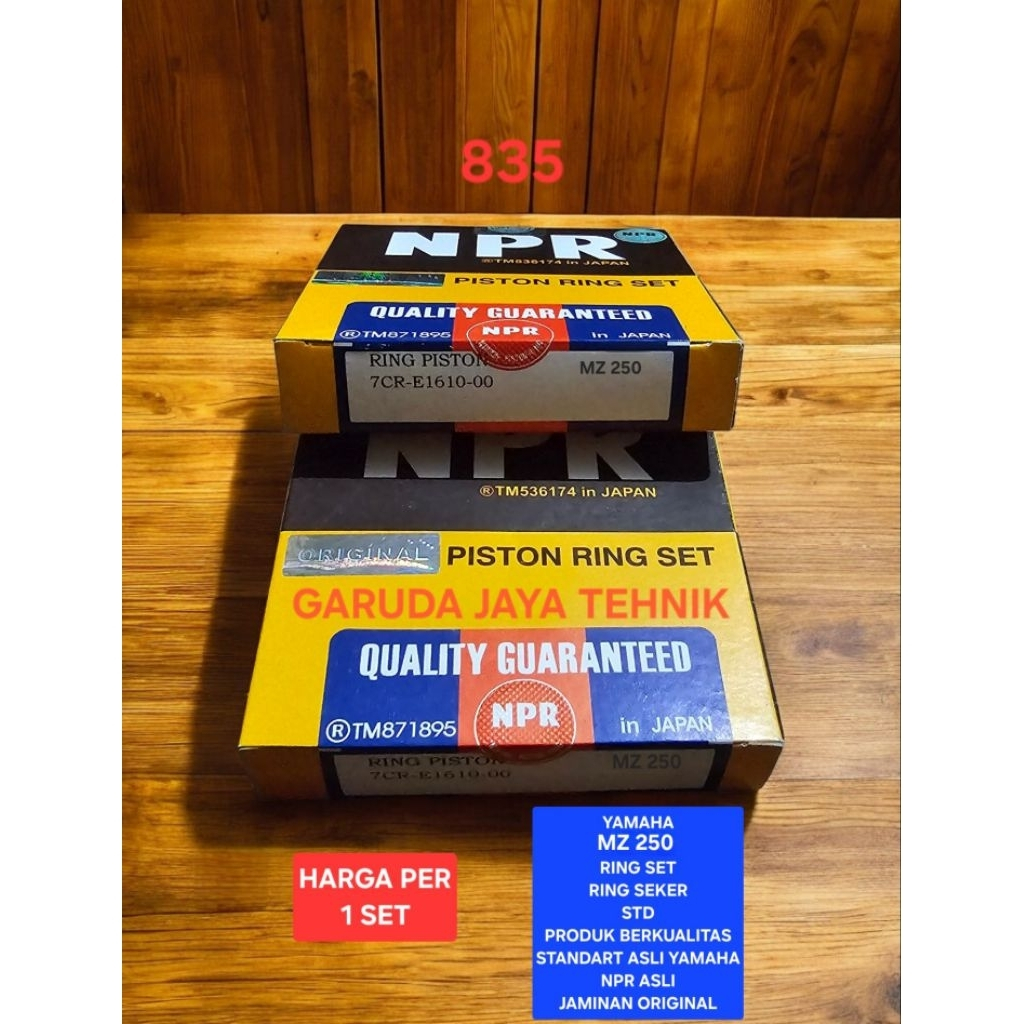 835
NPR
NPR
®TM536174 in JAPAN
PISTON RING SET
QUALITY GUARANTEED
®TM871895
NPR
in JAPAN
RING PISTON
MZ 250
7CR-E1610-00
NPR
®TM536174 in JAPAN
ORIGINAL
PISTON RING SET
GARUDA JAYA TEHNIK
QUALITY GUARANTEED
®TM871895
NPR
in JAPAN
RING PISTON
MZ 250
7CR-E1610-00
HARGA PER
1 SET
YAMAHA
MZ 250
RING SET
RING SEKER
STD
PRODUK BERKUALITAS
STANDART ASLI YAMAHA
NPR ASLI
JAMINAN ORIGINAL